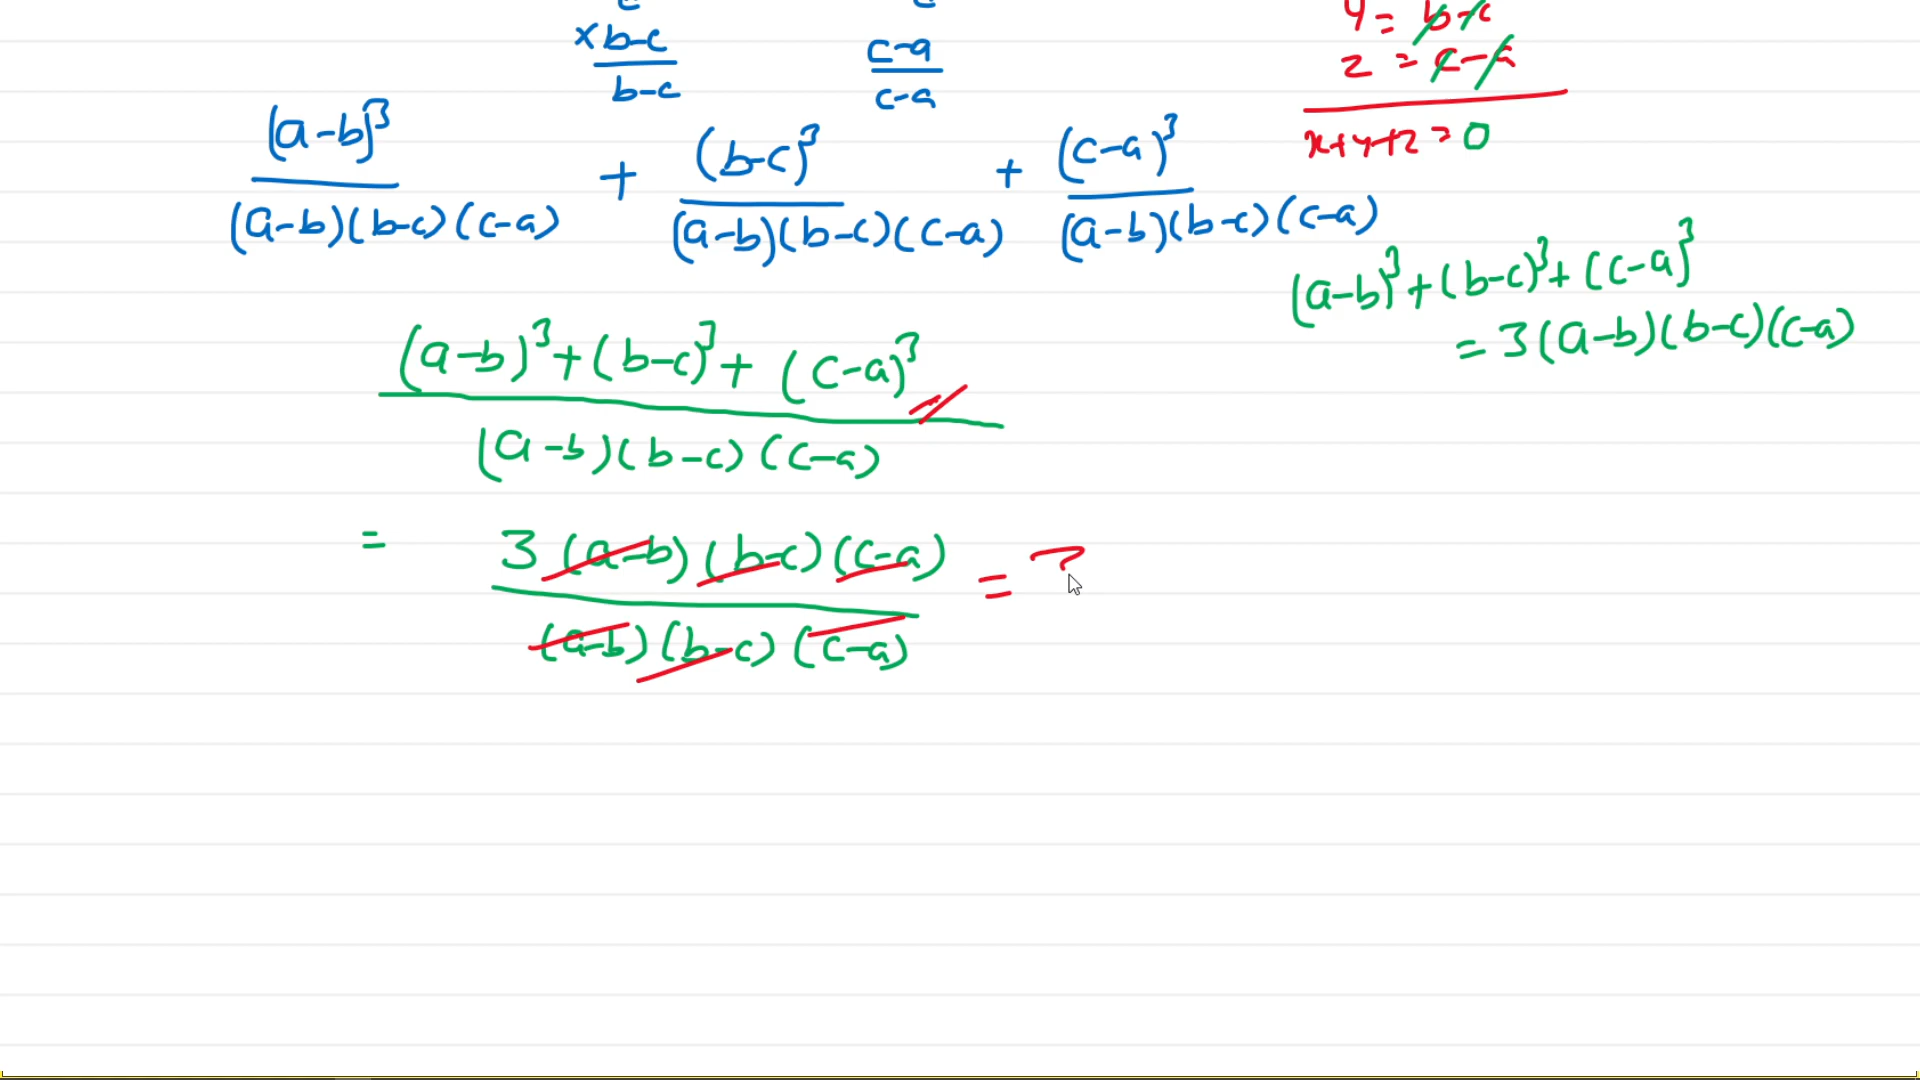 ×b-c c-a y = b-c
b-c c-a z = c-a
(a-b)³ + (b-c)³ + (c-a)³ x+y+z = 0
(a-b)(b-c)(c-a) (a-b)(b-c)(c-a) (a-b)(b-c)(c-a)
(a-b)³+(b-c)³+(c-a)³
= 3(a-b)(b-c)(c-a)
(a-b)³+(b-c)³+(c-a)³
(a-b)(b-c)(c-a)
= 3(a-b)(b-c)(c-a) =
(a-b)(b-c)(c-a)